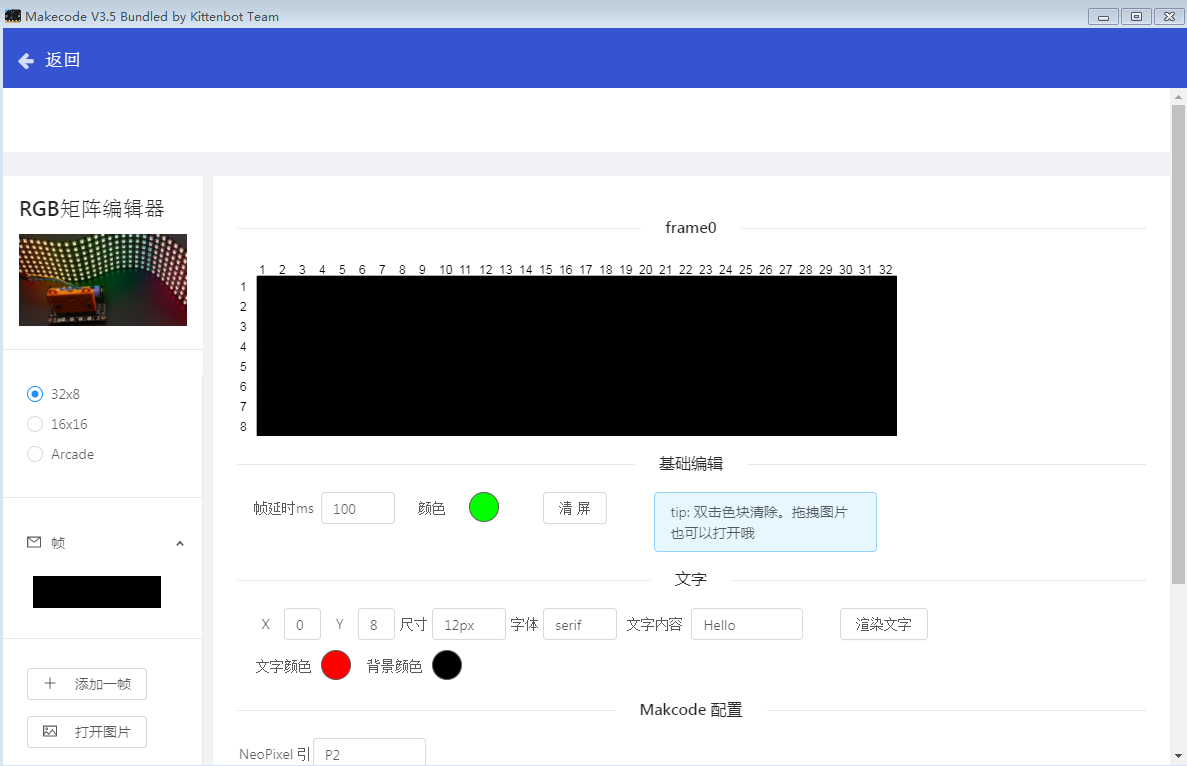 Makecode V3.5 Bundled by Kittenbot Team
返回
RGB矩阵编辑器
32x8
16x16
Arcade
帧
添加一帧
打开图片
frame0
1 2 3 4 5 6 7 8 9 10 11 12 13 14 15 16 17 18 19 20 21 22 23 24 25 26 27 28 29 30 31 32
1
2
3
4
5
6
7
8
基础编辑
帧延时ms 100 颜色 清 屏
tip: 双击色块清除。拖拽图片
也可以打开哦
文字
X 0 Y 8 尺寸 12px 字体 serif 文字内容 Hello 渲染文字
文字颜色 背景颜色
Makcode 配置
NeoPixel 引 P2